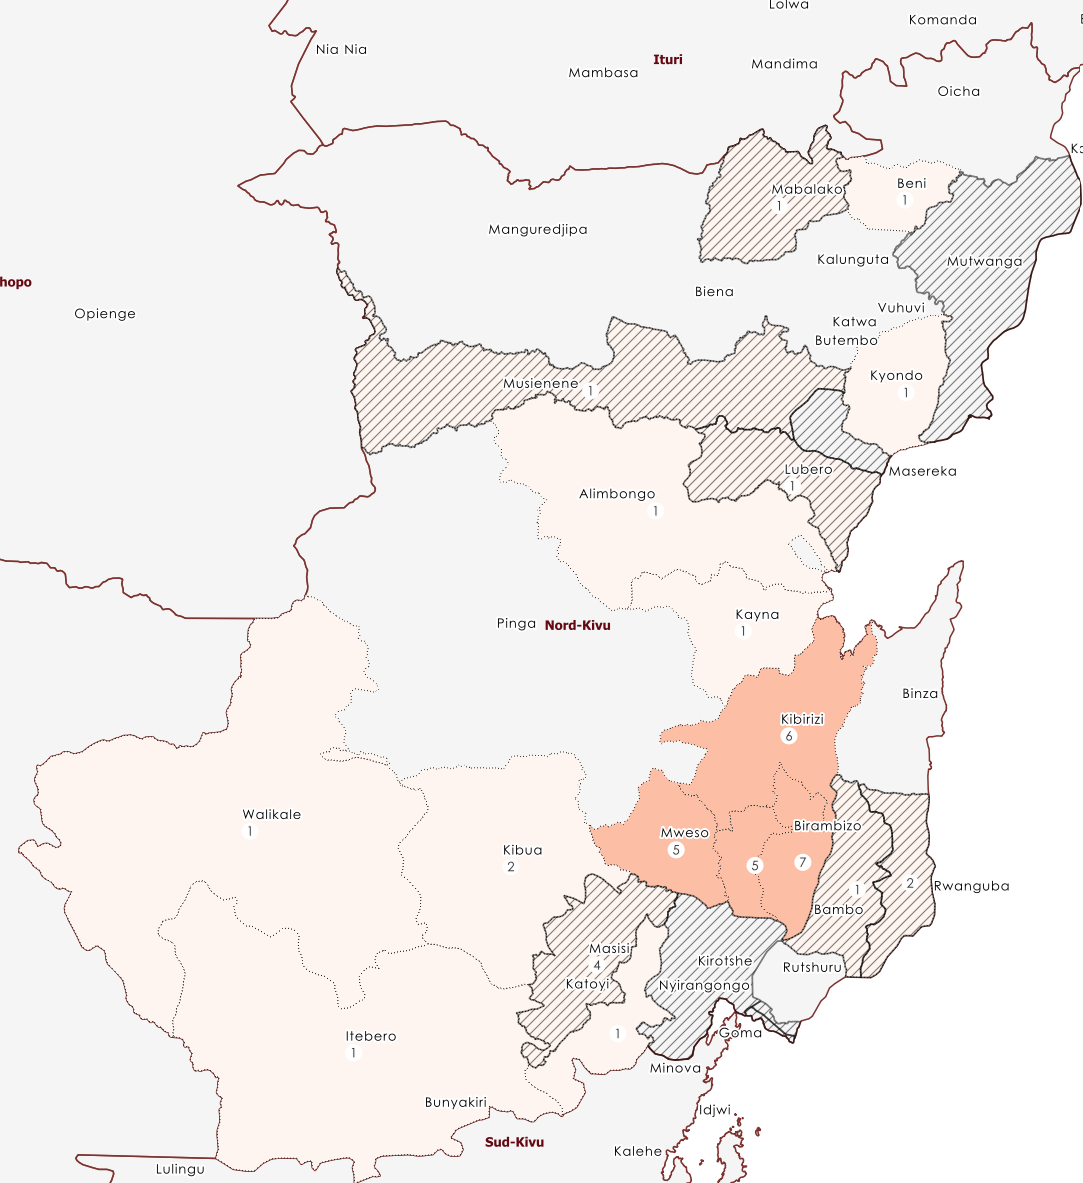 Lolwa
Komanda
Nia Nia
Ituri
Mandima
Mambasa
Oicha
Beni
1
Mabalako
1
Manguredjipa
Kalunguta
Mutwanga
hopo
Biena
Opienge
Vuhuvi
Katwa
Butembo
Kyondo
1
Musienene 1
Lubero
1
Masereka
Alimbongo
1
Kayna
1
Pinga
Nord-Kivu
Binza
Kibirizi
6
Walikale
1
Birambizo
Mweso
5
Kibua
2
5
7
1
2
Rwanguba
Bambo
Masisi
4
Katoyi
Kirotshe
Rutshuru
Nyirangongo
Itebero
1
1
Goma
Minova
Bunyakiri
Idjwi
Sud-Kivu
Kalehe
Lulingu